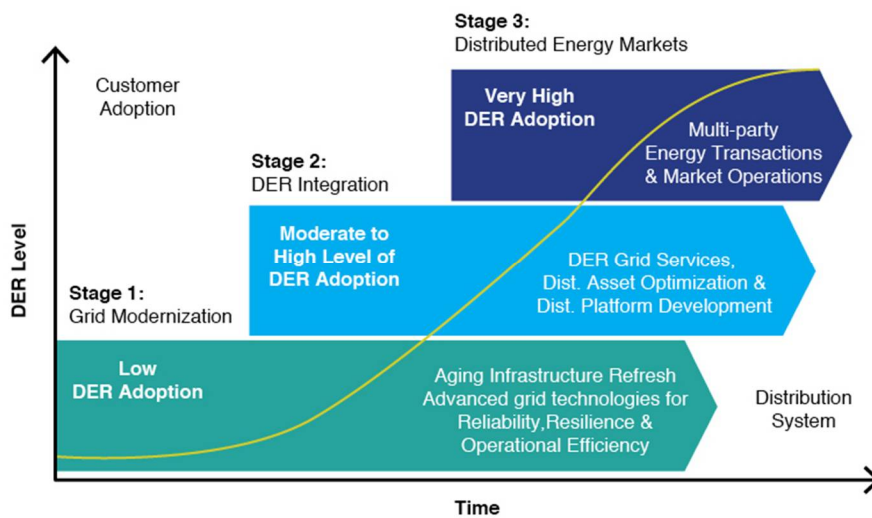 Stage 3:
Distributed Energy Markets
Customer
Adoption
Very High
DER Adoption
Multi-party
Energy Transactions
& Market Operations
Stage 2:
DER Integration
Moderate to
High Level of
DER Adoption
DER Grid Services,
Dist. Asset Optimization &
Dist. Platform Development
DER Level
Stage 1:
Grid Modernization
Low
DER Adoption
Aging Infrastructure Refresh
Advanced grid technologies for
Reliability,Resilience &
Operational Efficiency
Distribution
System
Time